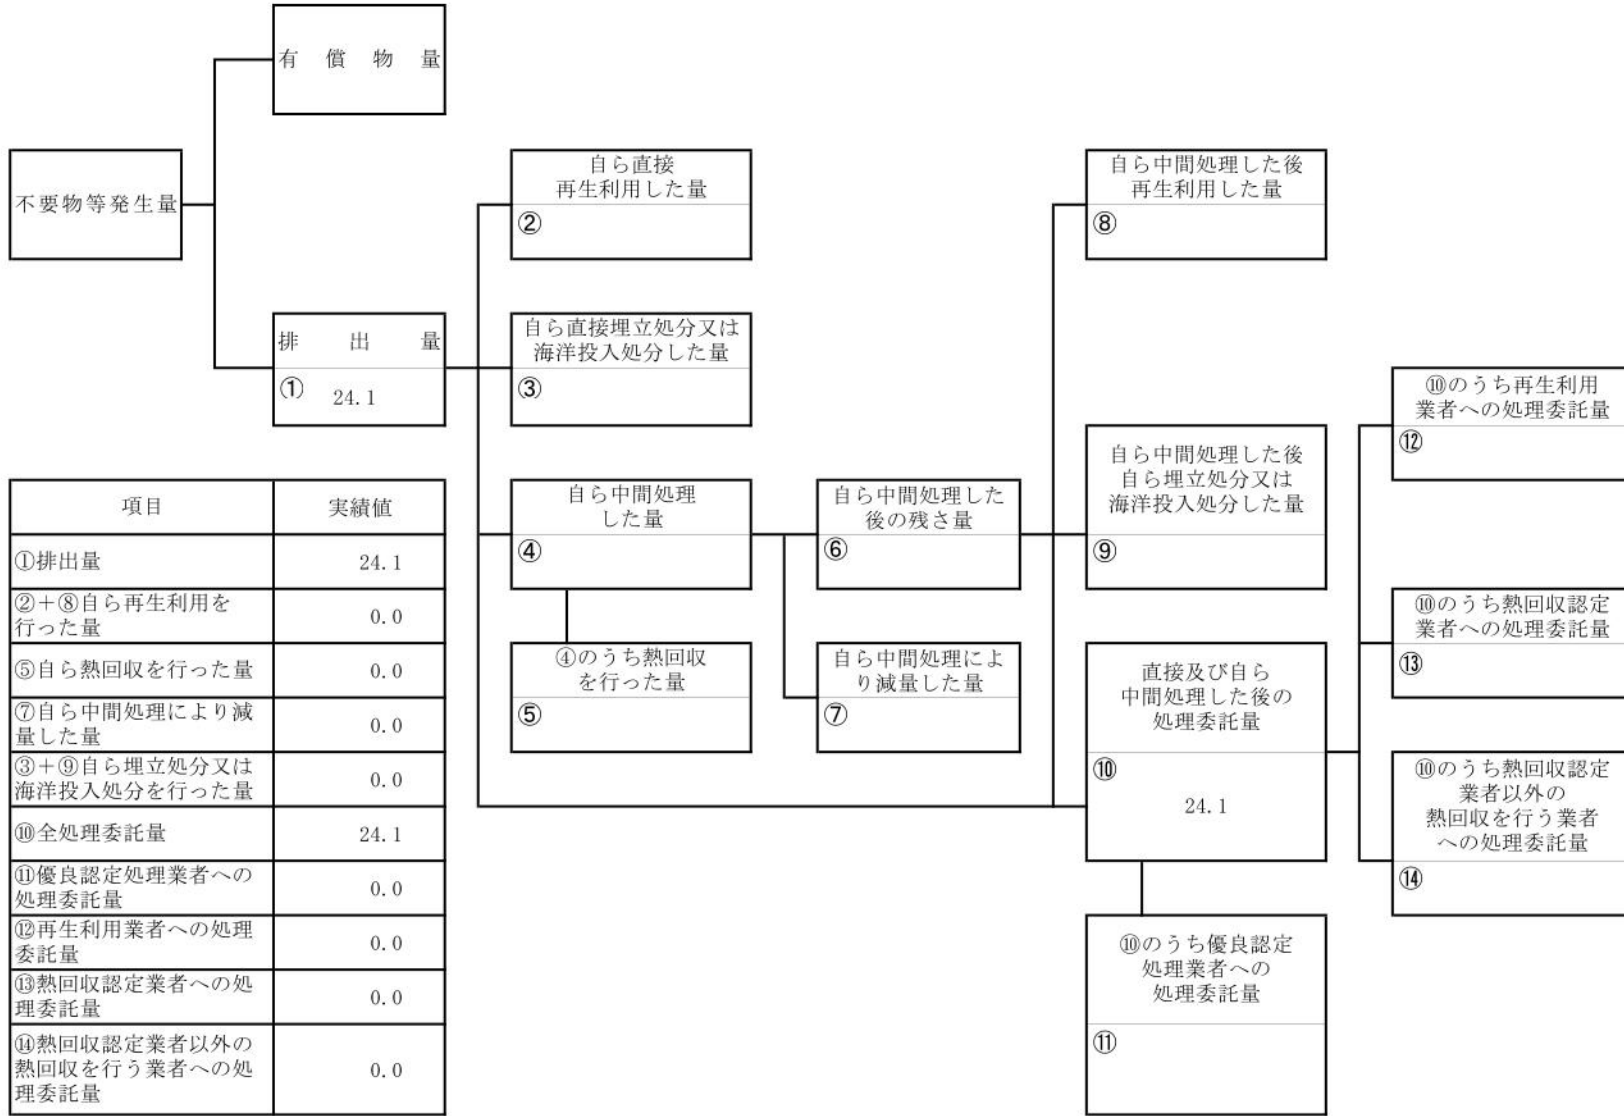 有償物量
不要物等発生量
排出量
① 24.1
自ら直接
再生利用した量
②
自ら直接埋立処分又は
海洋投入処分した量
③
自ら中間処理
した量
④
④のうち熱回収
を行った量
⑤
自ら中間処理した
後の残さ量
⑥
自ら中間処理によ
り減量した量
⑦
自ら中間処理した後
再生利用した量
⑧
自ら中間処理した後
自ら埋立処分又は
海洋投入処分した量
⑨
直接及び自ら
中間処理した後の
処理委託量
⑩
24.1
⑩のうち優良認定
処理業者への
処理委託量
⑪
⑩のうち再生利用
業者への処理委託量
⑫
⑩のうち熱回収認定
業者への処理委託量
⑬
⑩のうち熱回収認定
業者以外の
熱回収を行う業者
への処理委託量
⑭
項目 実績値
①排出量 24.1
②+⑧自ら再生利用を
行った量 0.0
⑤自ら熱回収を行った量 0.0
⑦自ら中間処理により減
量した量 0.0
③+⑨自ら埋立処分又は
海洋投入処分を行った量 0.0
⑩全処理委託量 24.1
⑪優良認定処理業者への
処理委託量 0.0
⑫再生利用業者への処理
委託量 0.0
⑬熱回収認定業者への処
理委託量 0.0
⑭熱回収認定業者以外の
熱回収を行う業者への処
理委託量 0.0